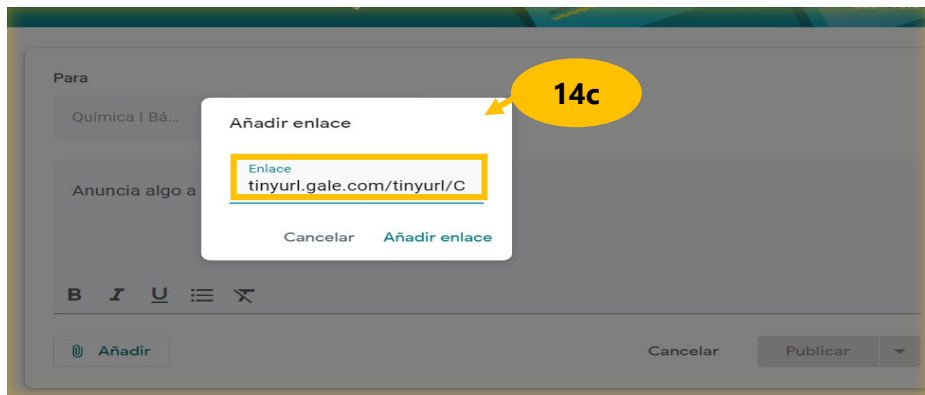 Para
14c
Química I Bá...
Añadir enlace
Enlace
tinyurl.gale.com/tinyurl/C
Anuncia algo a
Cancelar Añadir enlace
B I U
Añadir
Cancelar Publicar